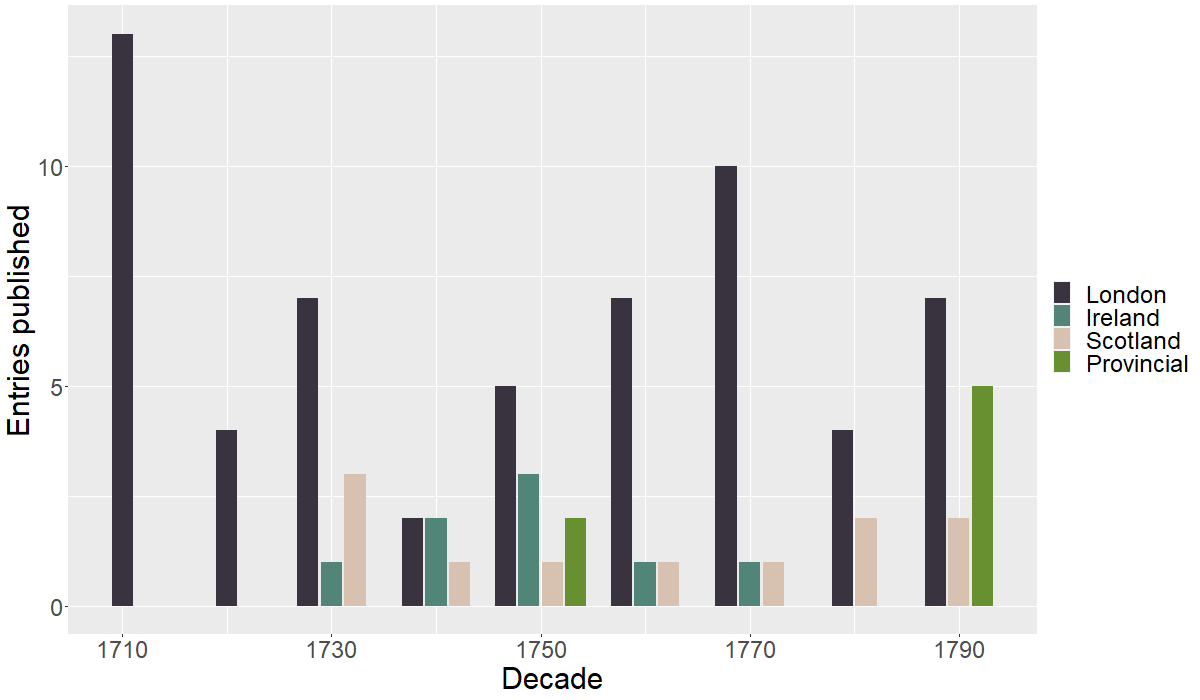 Entries published
10
5
0
1710
1730
1750
1770
1790
Decade
London
Ireland
Scotland
Provincial